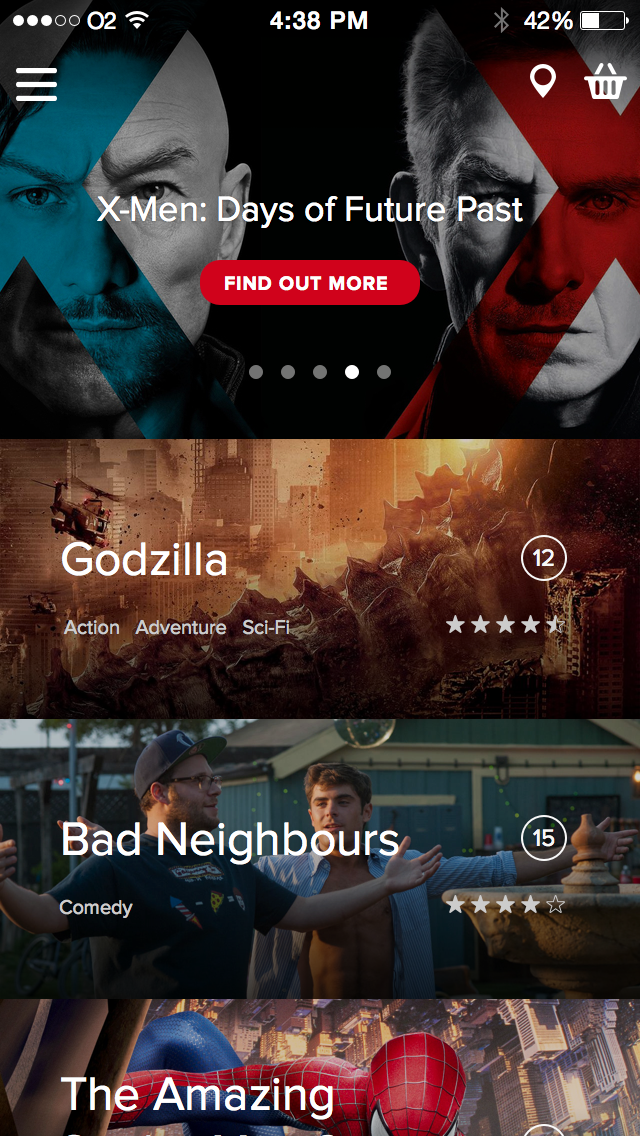 O2 4:38 PM 42%
X-Men: Days of Future Past
FIND OUT MORE
Godzilla 12
Action Adventure Sci-Fi
Bad Neighbours 15
Comedy
The Amazing